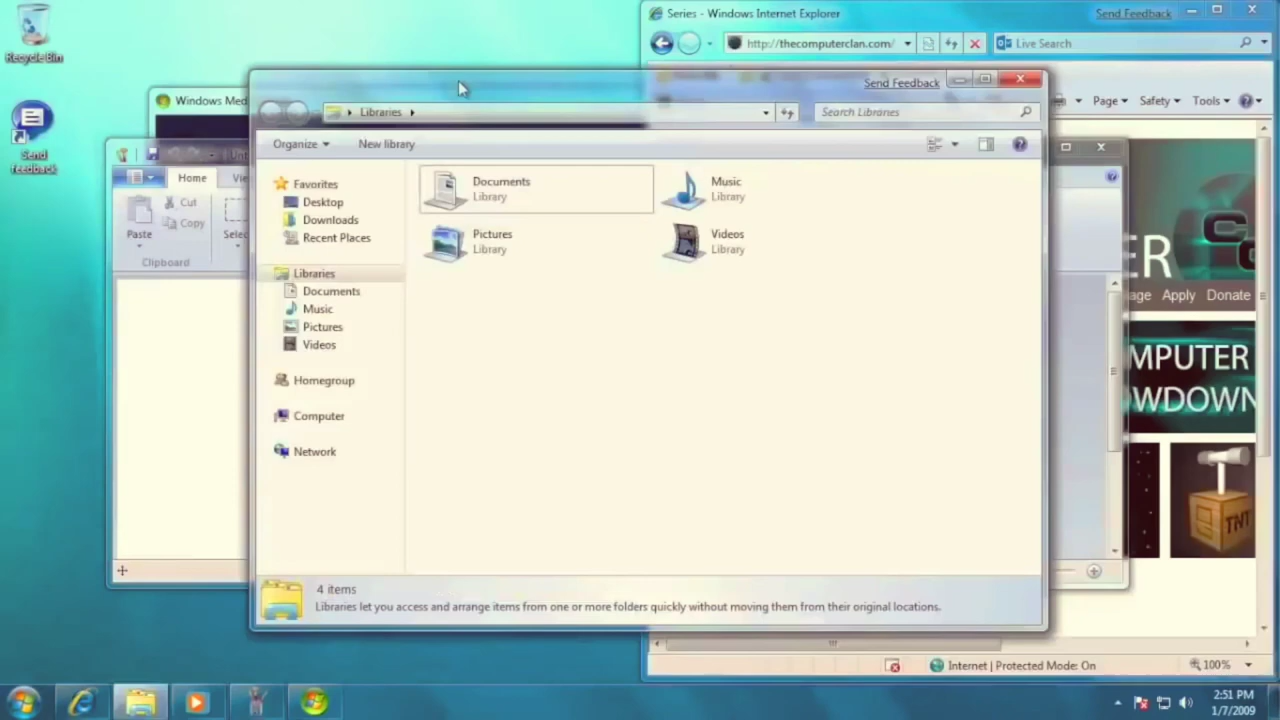 Recycle Bin
Send
feedback
Series - Windows Internet Explorer
Send Feedback
http://thecomputerclan.com/
Live Search
Page
Safety
Tools
Windows Med
Home
Paste
Cut
Copy
Selec
Clipboard
Send Feedback
Libraries
Search Libraries
Organize
New library
Favorites
Desktop
Downloads
Recent Places
Libraries
Documents
Music
Pictures
Videos
Homegroup
Computer
Network
Documents
Library
Music
Library
Pictures
Library
Videos
Library
4 items
Libraries let you access and arrange items from one or more folders quickly without moving them from their original locations.
ER
age Apply Donate
OMPUTER
OWDOWN
TNT
Internet | Protected Mode: On
100%
2:51 PM
1/7/2009